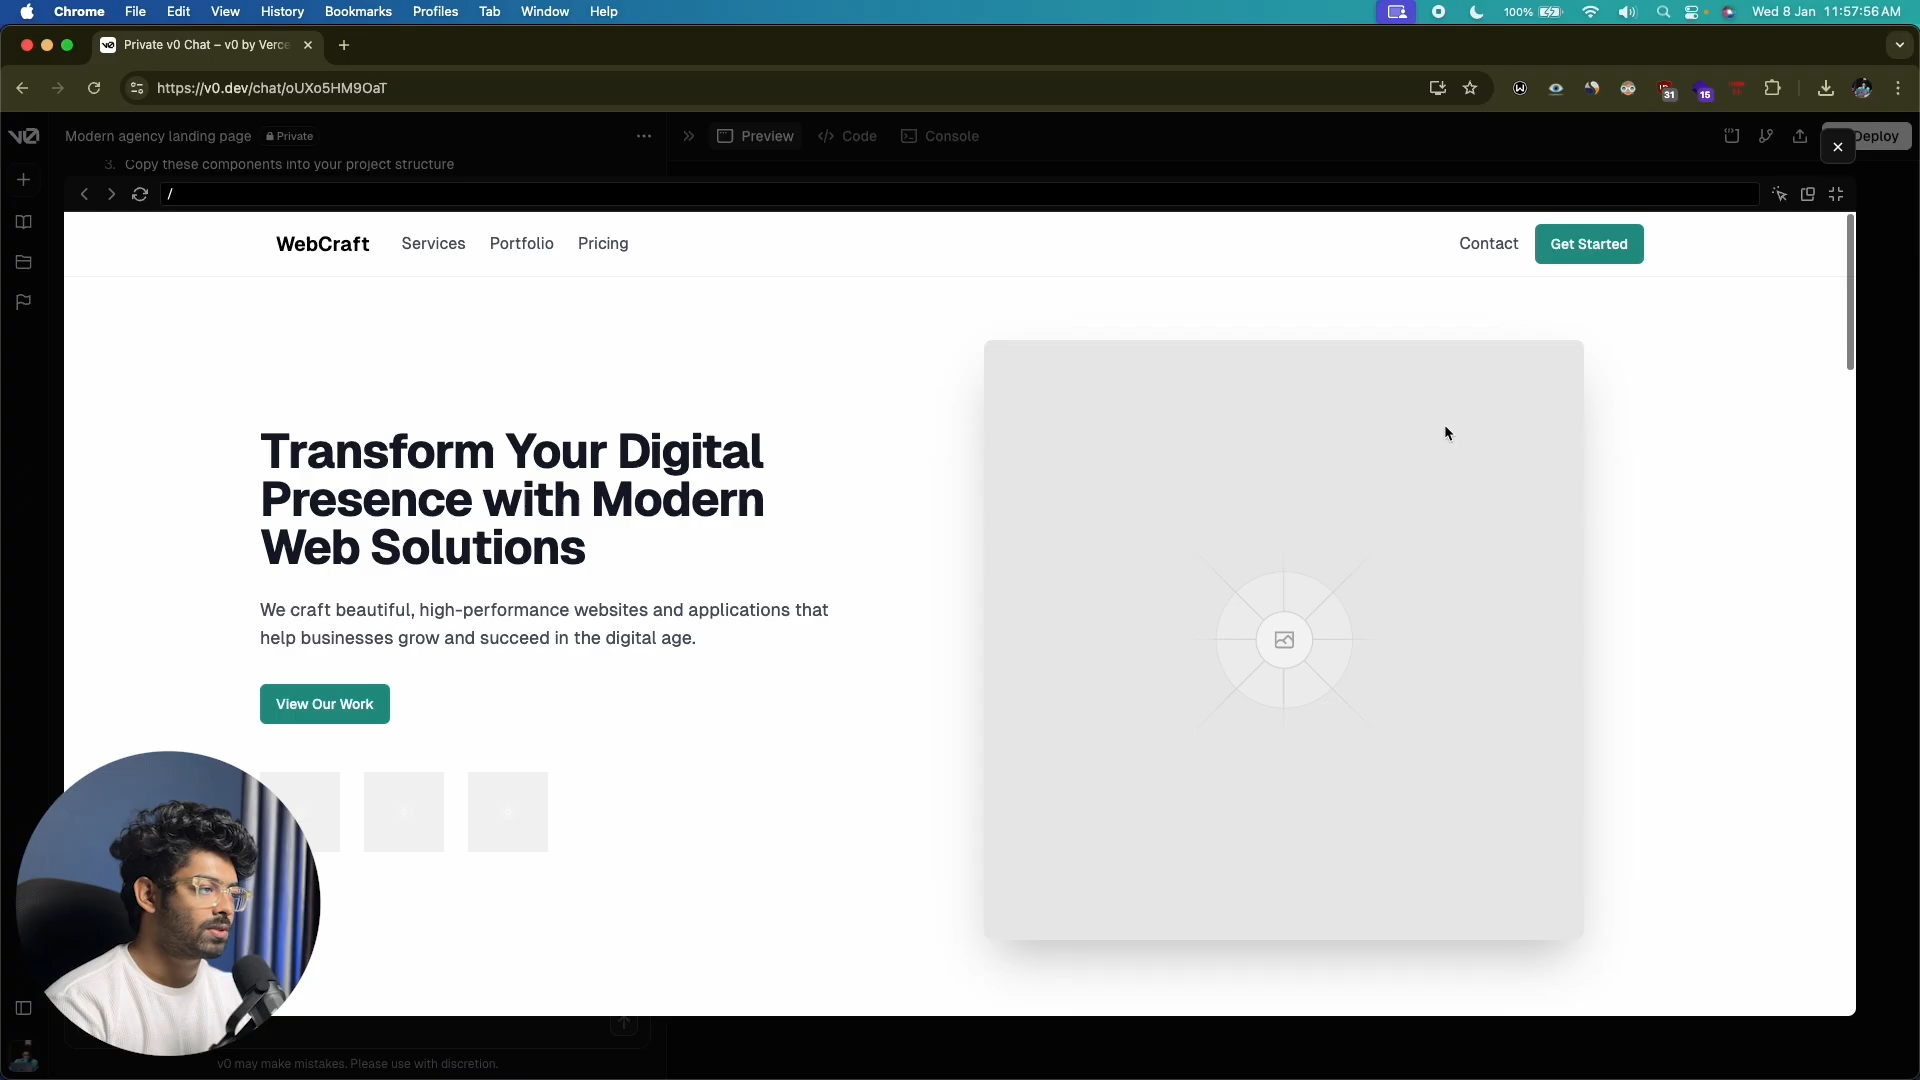 Chrome File Edit View History Bookmarks Profiles Tab Window Help 100% Wed 8 Jan 11:57:56 AM
Private v0 Chat – v0 by Verce
https://v0.dev/chat/oUXo5HM9OaT
31
15
Modern agency landing page Private Preview Code Console Deploy
3. Copy these components into your project structure
/
WebCraft Services Portfolio Pricing Contact Get Started
Transform Your Digital
Presence with Modern
Web Solutions
We craft beautiful, high-performance websites and applications that
help businesses grow and succeed in the digital age.
View Our Work
v0 may make mistakes. Please use with discretion.